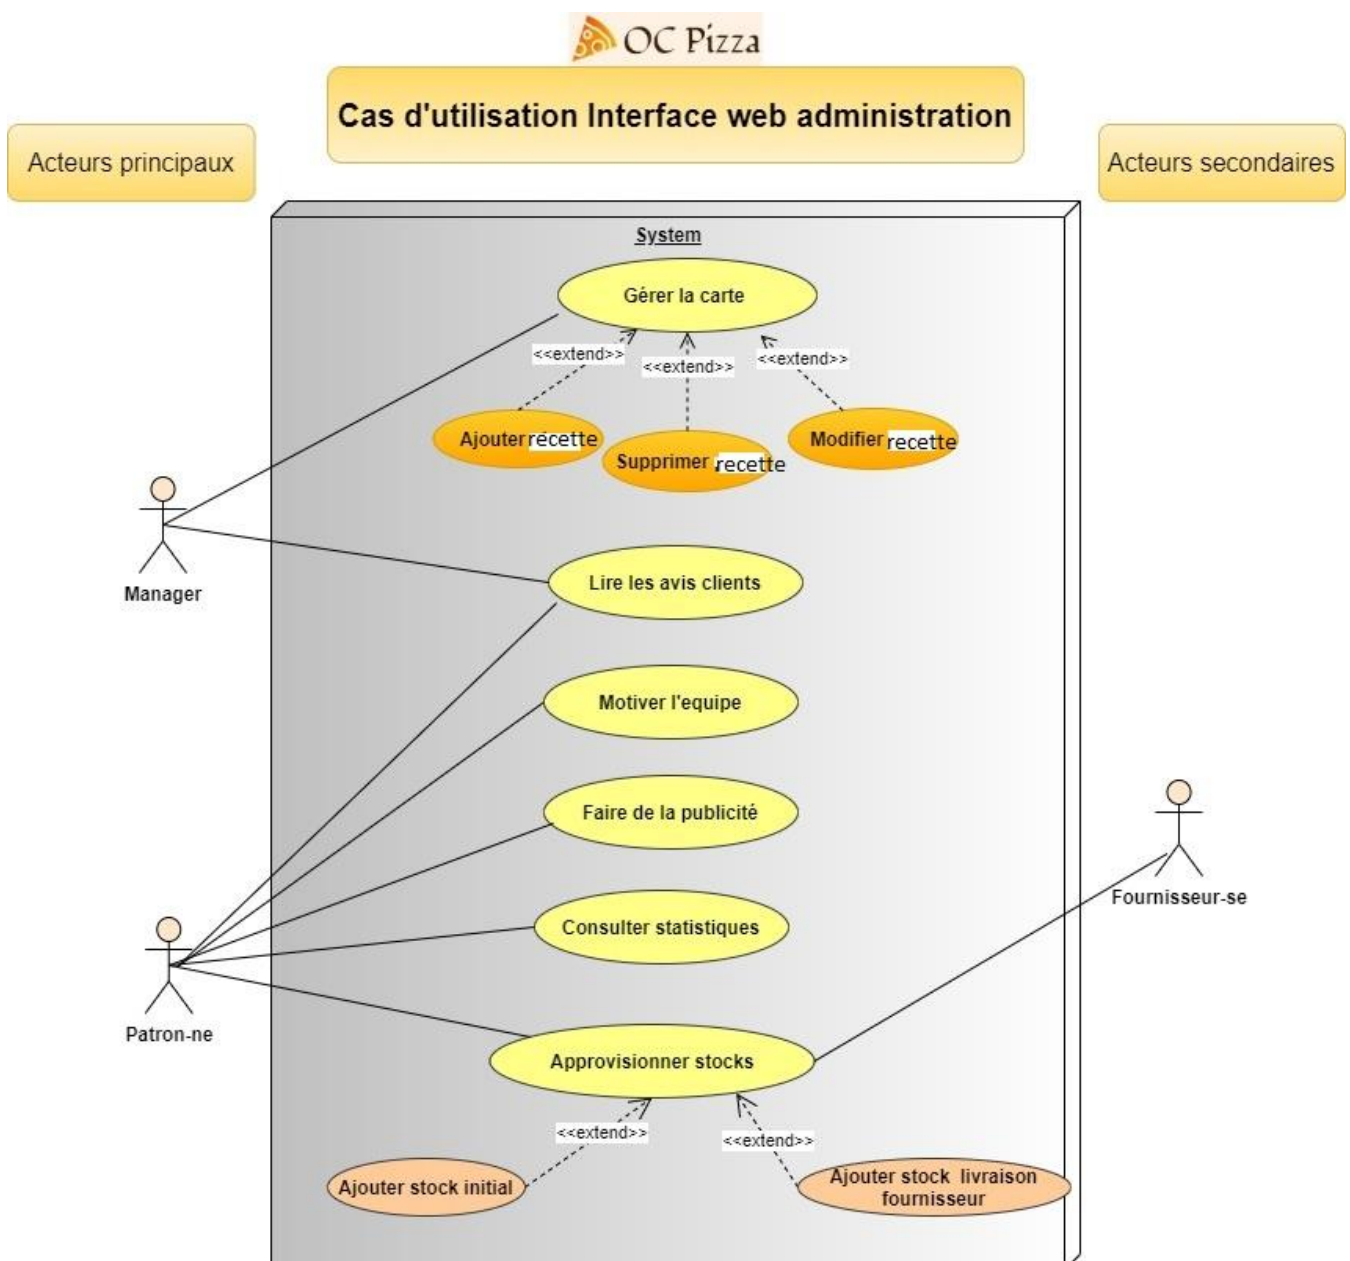 OC Pizza
Cas d'utilisation Interface web administration
Acteurs principaux
Acteurs secondaires
System
Gérer la carte
<<extend>>
<<extend>>
<<extend>>
Ajouter recette
Supprimer recette
Modifier recette
Manager
Lire les avis clients
Motiver l'equipe
Faire de la publicité
Fournisseur-se
Consulter statistiques
Patron-ne
Approvisionner stocks
<<extend>>
<<extend>>
Ajouter stock initial
Ajouter stock livraison
fournisseur